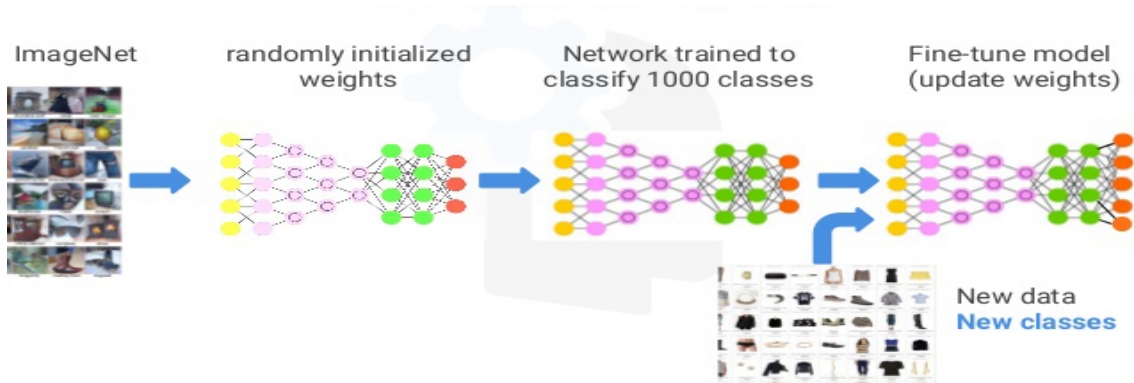 ImageNet
randomly initialized
weights
Network trained to
classify 1000 classes
Fine-tune model
(update weights)
New data
New classes